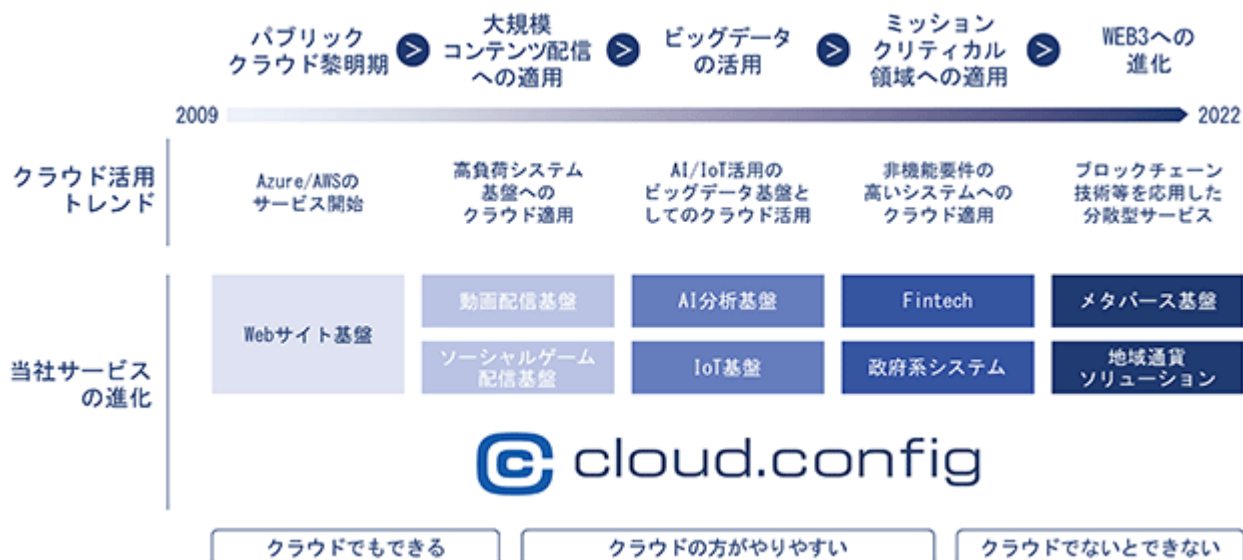 パブリック
クラウド黎明期
>
大規模
コンテンツ配信
への適用
>
ビッグデータ
の活用
>
ミッション
クリティカル
領域への適用
>
WEB3への
進化
2009
2022
クラウド活用
トレンド
Azure/AWSの
サービス開始
高負荷システム
基盤への
クラウド適用
AI/IoT活用の
ビッグデータ基盤と
してのクラウド活用
非機能要件の
高いシステムへの
クラウド適用
ブロックチェーン
技術等を応用した
分散型サービス
当社サービス
の進化
Webサイト基盤
動画配信基盤
ソーシャルゲーム
配信基盤
AI分析基盤
IoT基盤
Fintech
政府系システム
メタバース基盤
地域通貨
ソリューション
cloud.config
クラウドでもできる
クラウドの方がやりやすい
クラウドでないとできない